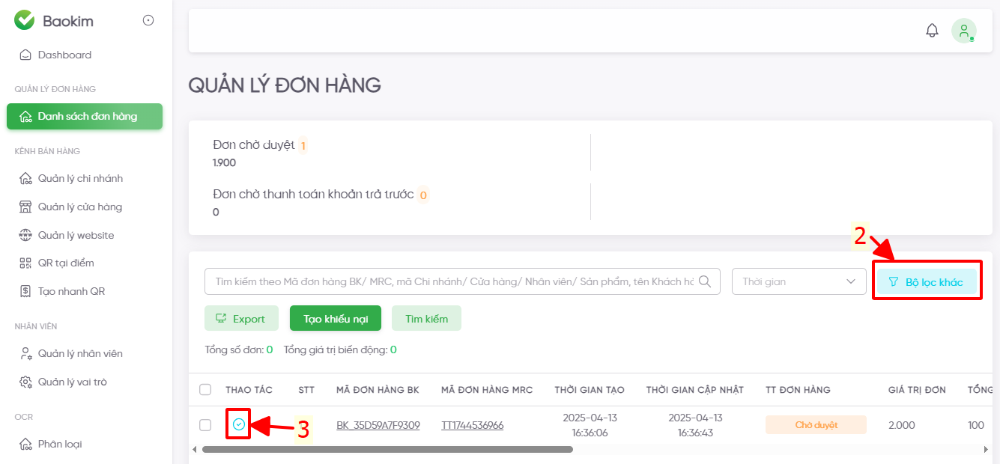 Baokim
Dashboard
QUẢN LÝ ĐƠN HÀNG
Danh sách đơn hàng
KÊNH BÁN HÀNG
Quản lý chi nhánh
Quản lý cửa hàng
Quản lý website
QR tại điểm
Tạo nhanh QR
NHÂN VIÊN
Quản lý nhân viên
Quản lý vai trò
OCR
Phân loại
QUẢN LÝ ĐƠN HÀNG
Đơn chờ duyệt 1
1.900
Đơn chờ thanh toán khoản trả trước 0
0
2
Tìm kiếm theo Mã đơn hàng BK/ MRC, mã Chi nhánh/ Cửa hàng/ Nhân viên/ Sản phẩm, tên Khách hà
Thời gian
Bộ lọc khác
Export
Tạo khiếu nại
Tìm kiếm
Tổng số đơn: 0 Tổng giá trị biến động: 0
THAO TÁC STT MÃ ĐƠN HÀNG BK MÃ ĐƠN HÀNG MRC THỜI GIAN TẠO THỜI GIAN CẬP NHẬT TT ĐƠN HÀNG GIÁ TRỊ ĐƠN TỔNG
3
BK_35D59A7F9309 TT1744536966 2025-04-13 16:36:06 2025-04-13 16:36:43 Chờ duyệt 2.000 100